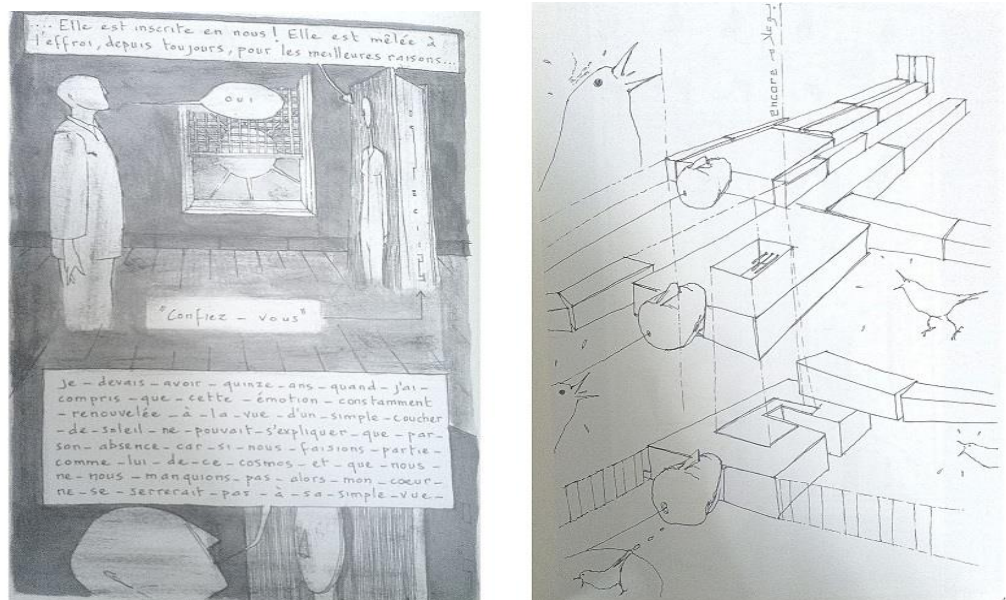 ... Elle est inscrite en nous ! Elle est mêlée à
l'effroi, depuis toujours, pour les meilleures raisons...
OUI
"Confiez - vous"
Je - devais - avoir - quinze - ans - quand - j'ai -
compris - que - cette - émotion - constamment
- renouvelée - à - la - vue - d'un - simple - coucher
- de - soleil - ne - pouvait - s'expliquer - que - par -
son - absence - car - si - nous - faisions - partie -
comme - lui - de - ce - cosmos - et - que - nous -
ne - nous - manquions - pas - alors - mon - cœur -
ne - se - serrerait - pas - à - sa - simple - vue -
encore